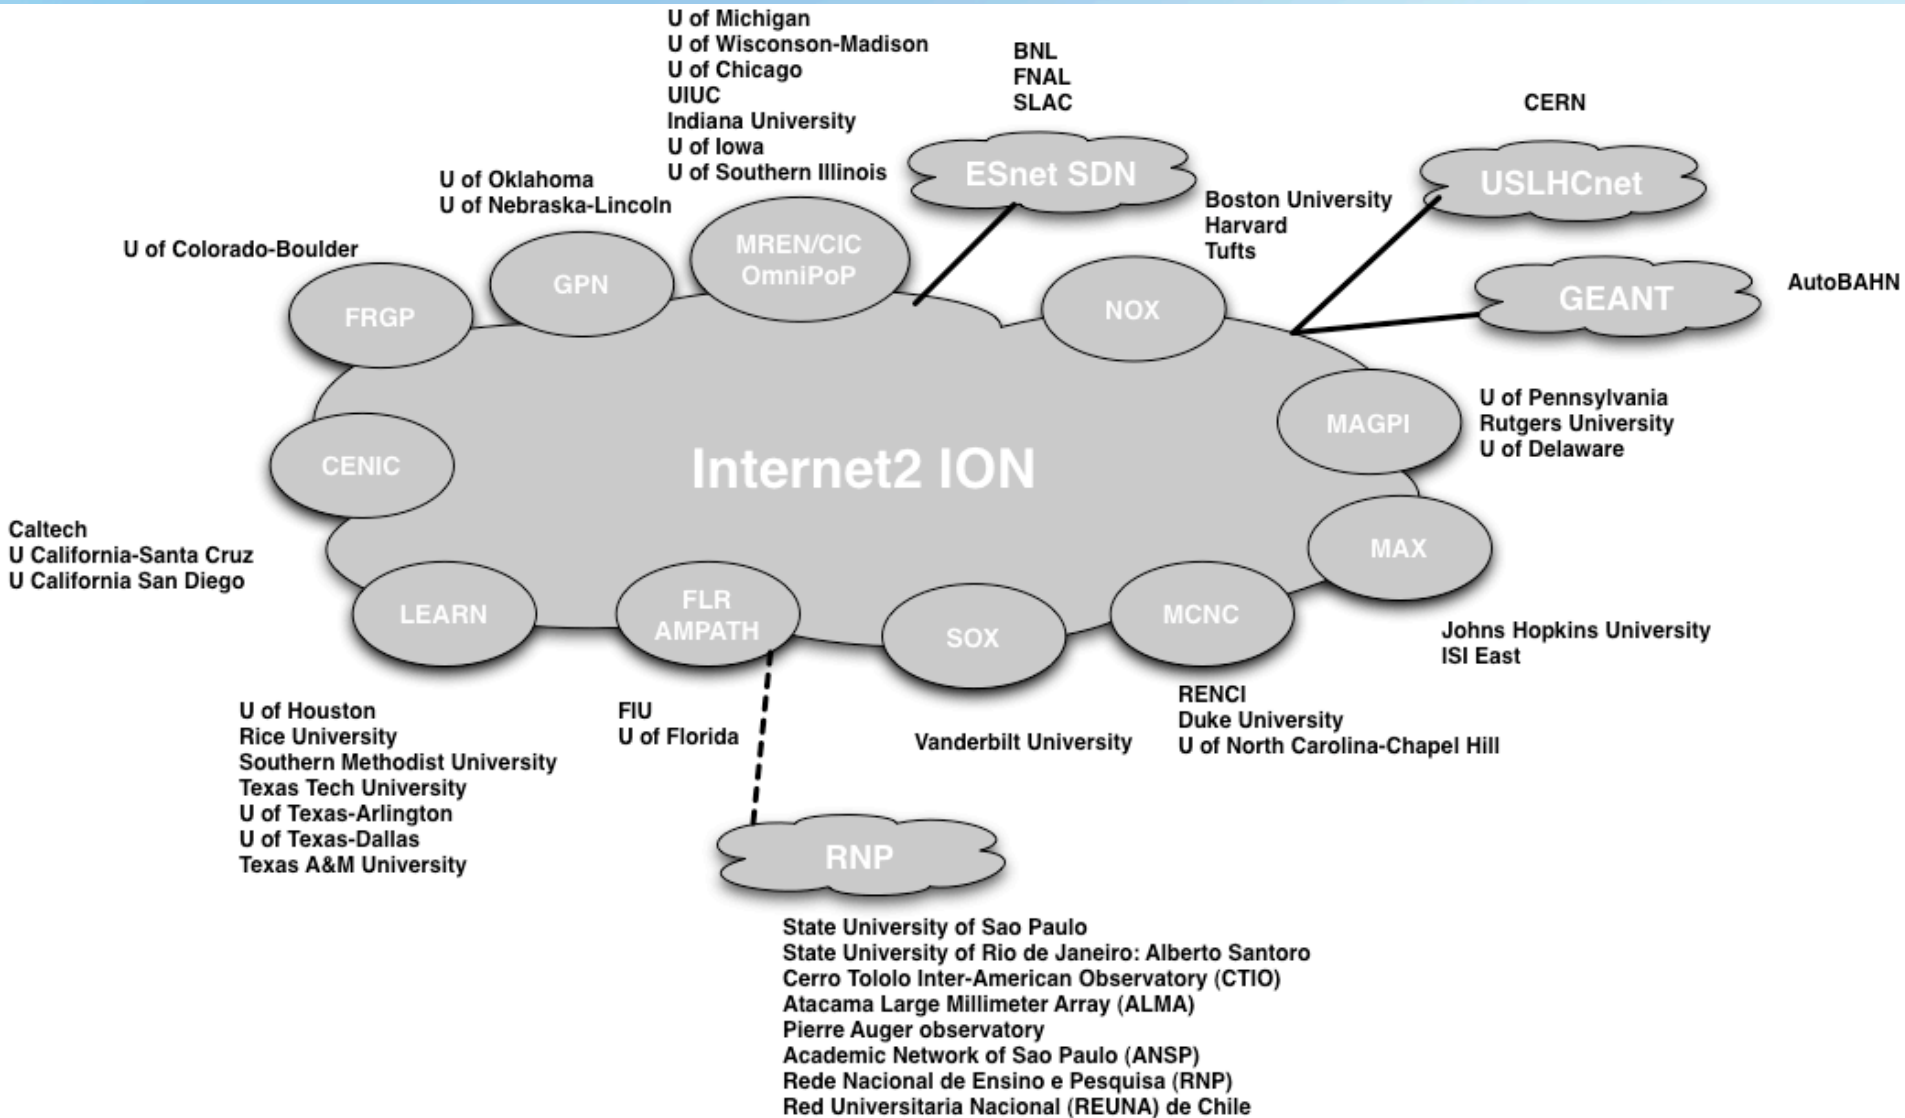 U of Michigan
U of Wisconson-Madison
U of Chicago
UIUC
Indiana University
U of Iowa
U of Southern Illinois
BNL
FNAL
SLAC
CERN
ESnet SDN
USLHCnet
U of Oklahoma
U of Nebraska-Lincoln
Boston University
Harvard
Tufts
U of Colorado-Boulder
MREN/CIC
OmniPoP
GPN
FRGP
NOX
GEANT
AutoBAHN
U of Pennsylvania
Rutgers University
U of Delaware
MAGPI
CENIC
Internet2 ION
Caltech
U California-Santa Cruz
U California San Diego
MAX
LEARN
FLR
AMPATH
SOX
MCNC
Johns Hopkins University
ISI East
U of Houston
Rice University
Southern Methodist University
Texas Tech University
U of Texas-Arlington
U of Texas-Dallas
Texas A&M University
FIU
U of Florida
Vanderbilt University
RENCI
Duke University
U of North Carolina-Chapel Hill
RNP
State University of Sao Paulo
State University of Rio de Janeiro: Alberto Santoro
Cerro Tololo Inter-American Observatory (CTIO)
Atacama Large Millimeter Array (ALMA)
Pierre Auger observatory
Academic Network of Sao Paulo (ANSP)
Rede Nacional de Ensino e Pesquisa (RNP)
Red Universitaria Nacional (REUNA) de Chile